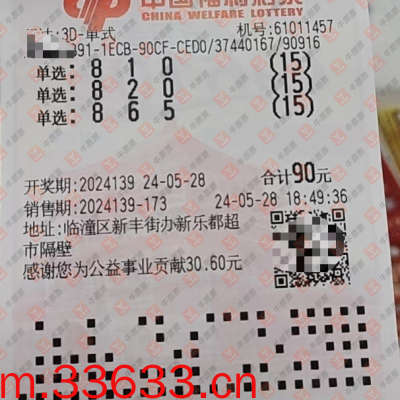 中国福利彩票
CHINA WELFARE LOTTERY
3D-单式 机号:61011457
091-1ECB-90CF-CED0/37440167/90916
单选: 8 1 0 (15)
单选: 8 2 0 (15)
单选: 8 6 5 (15)
开奖期:2024139 24-05-28 合计90元
销售期:2024139-173 24-05-28 18:49:36
地址:临潼区新丰街办新乐都超
市隔壁
感谢您为公益事业贡献30.60元
m.33633.cn